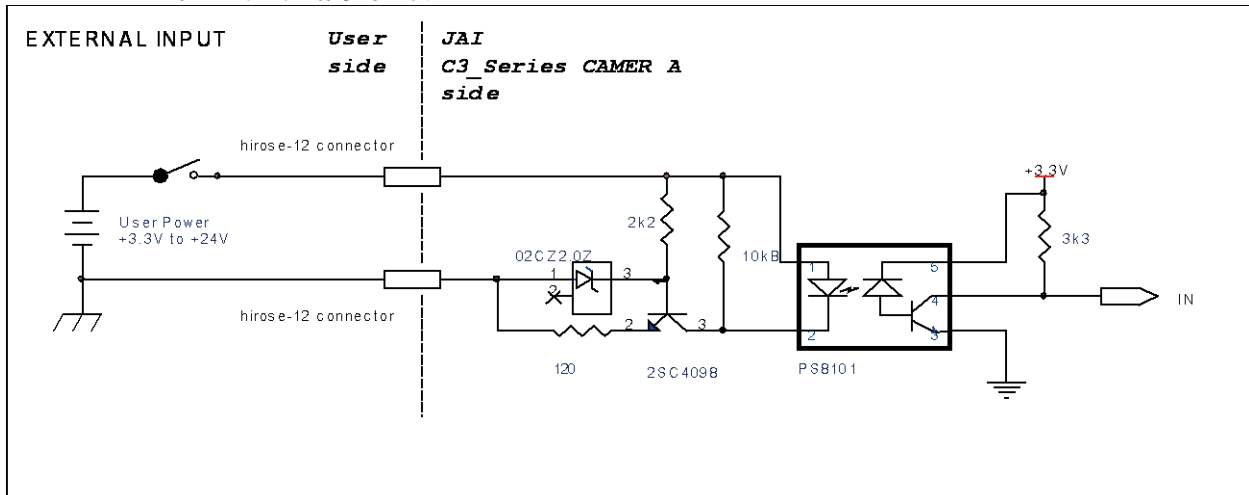 EXTERNAL INPUT
User side
JAI
C3_Series CAMER A
side
hirose-12 connector
+3.3V
User Power
+3.3V to +24V
2k2
3k3
02CZ2.0Z
10kB
1
3
1
5
2
4
IN
hirose-12 connector
2
3
2
3
120
2SC4098
PS8101